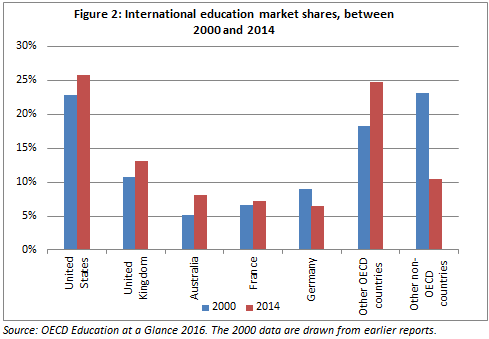 Figure 2: International education market shares, between
2000 and 2014
30%
25%
20%
15%
10%
5%
0%
United
States
United
Kingdom
Australia
France
Germany
Other OECD
countries
Other non-
OECD
countries
2000 2014
Source: OECD Education at a Glance 2016. The 2000 data are drawn from earlier reports.